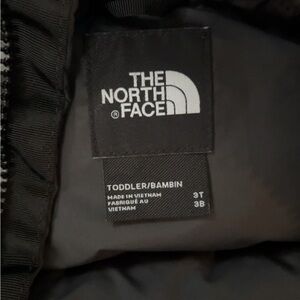 THE
NORTH
®FACE
TODDLER/BAMBIN
MADE IN VIETNAM 3T
FABRIQUÉ AU 3B
VIETNAM